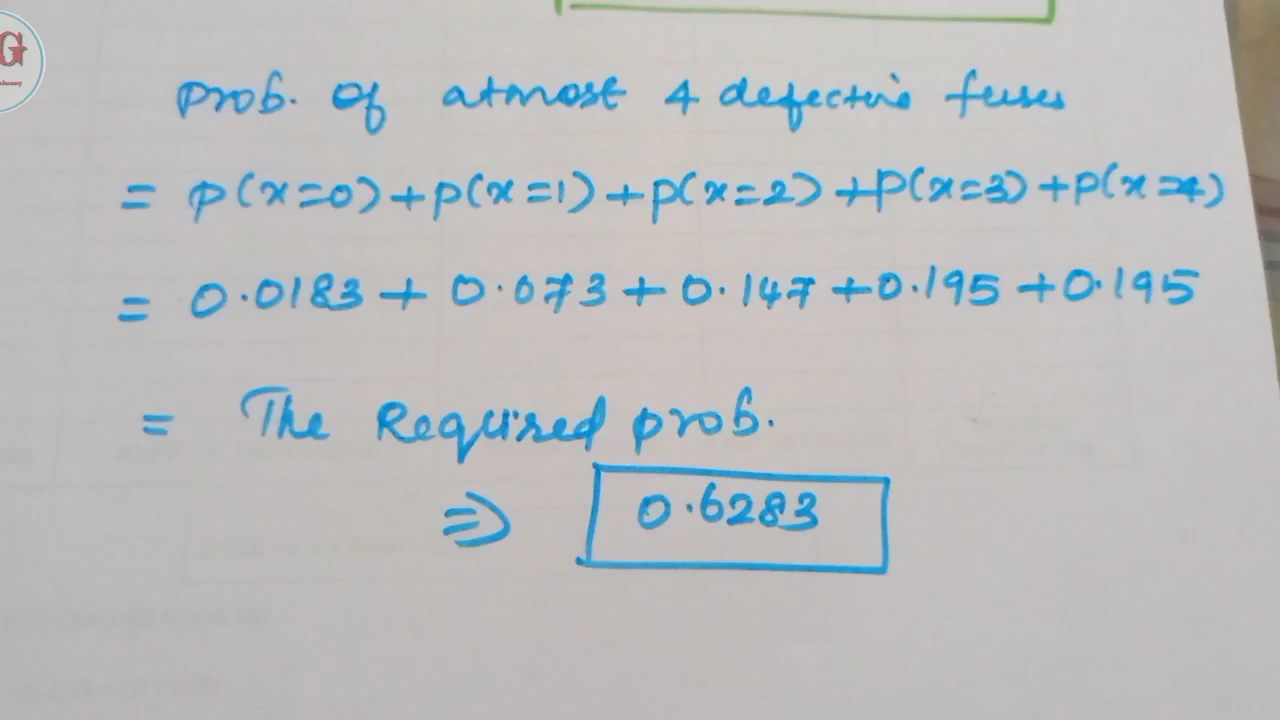 G
prob. of atmost 4 defective fuses
= p(x=0)+p(x=1)+p(x=2)+p(x=3)+p(x=4)
= 0.0183+ 0.073+0.147+0.195+0.195
= The Required prob.
⇒ 0.6283